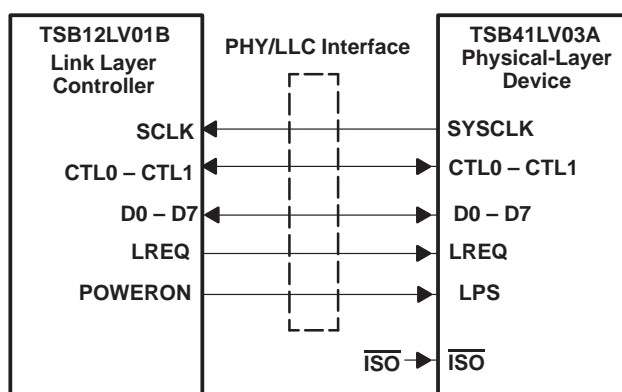 TSB12LV01B
Link Layer
Controller
PHY/LLC Interface
TSB41LV03A
Physical-Layer
Device
SCLK
SYSCLK
CTL0 – CTL1
CTL0 – CTL1
D0 – D7
D0 – D7
LREQ
LREQ
POWERON
LPS
ISO
ISO